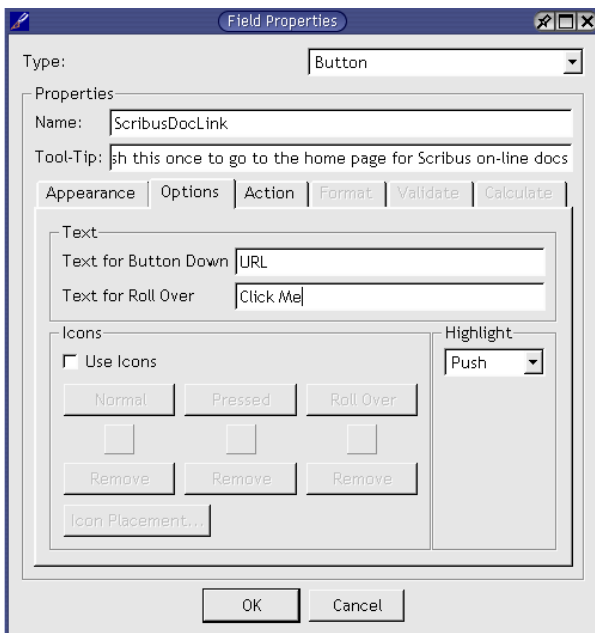 Field Properties
Type: Button
Properties
Name: ScribusDocLink
Tool-Tip: sh this once to go to the home page for Scribus on-line docs
Appearance Options Action Format Validate Calculate
Text
Text for Button Down URL
Text for Roll Over Click Me
Icons
Highlight
Use Icons
Push
Normal Pressed Roll Over
Remove Remove Remove
Icon Placement...
OK Cancel